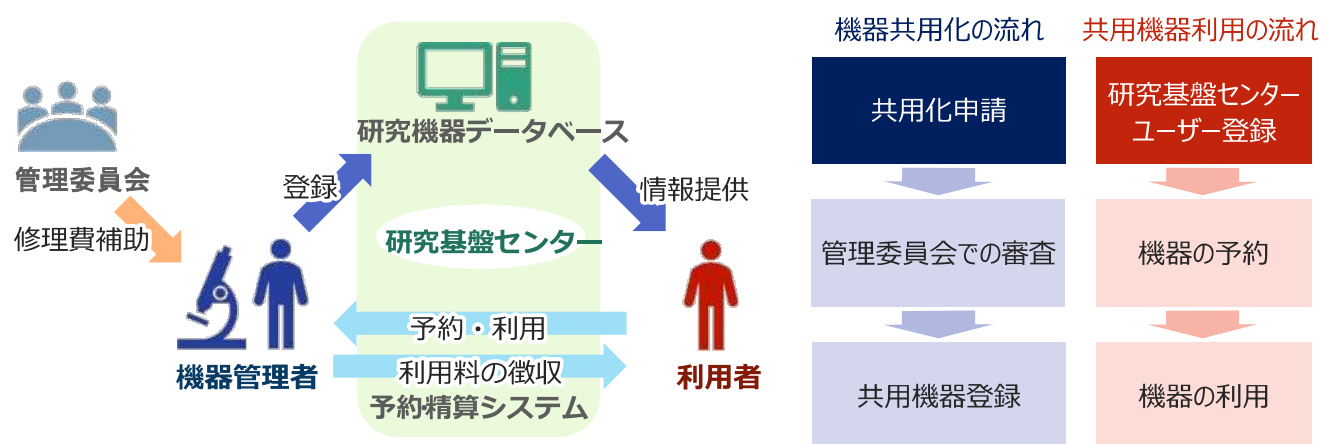 管理委員会
修理費補助
登録
研究機器データベース
情報提供
研究基盤センター
予約・利用
利用料の徴収
予約・精算システム
機器管理者
利用者
機器共用化の流れ
共用化申請
管理委員会での審査
共用機器登録
共用機器利用の流れ
研究基盤センター
ユーザー登録
機器の予約
機器の利用